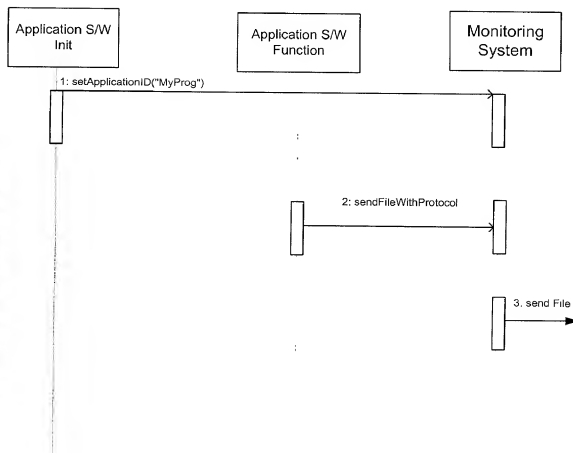 Application S/W
Init
Application S/W
Function
Monitoring
System
1: setApplicationID("MyProg")
2: sendFileWithProtocol
3. send File